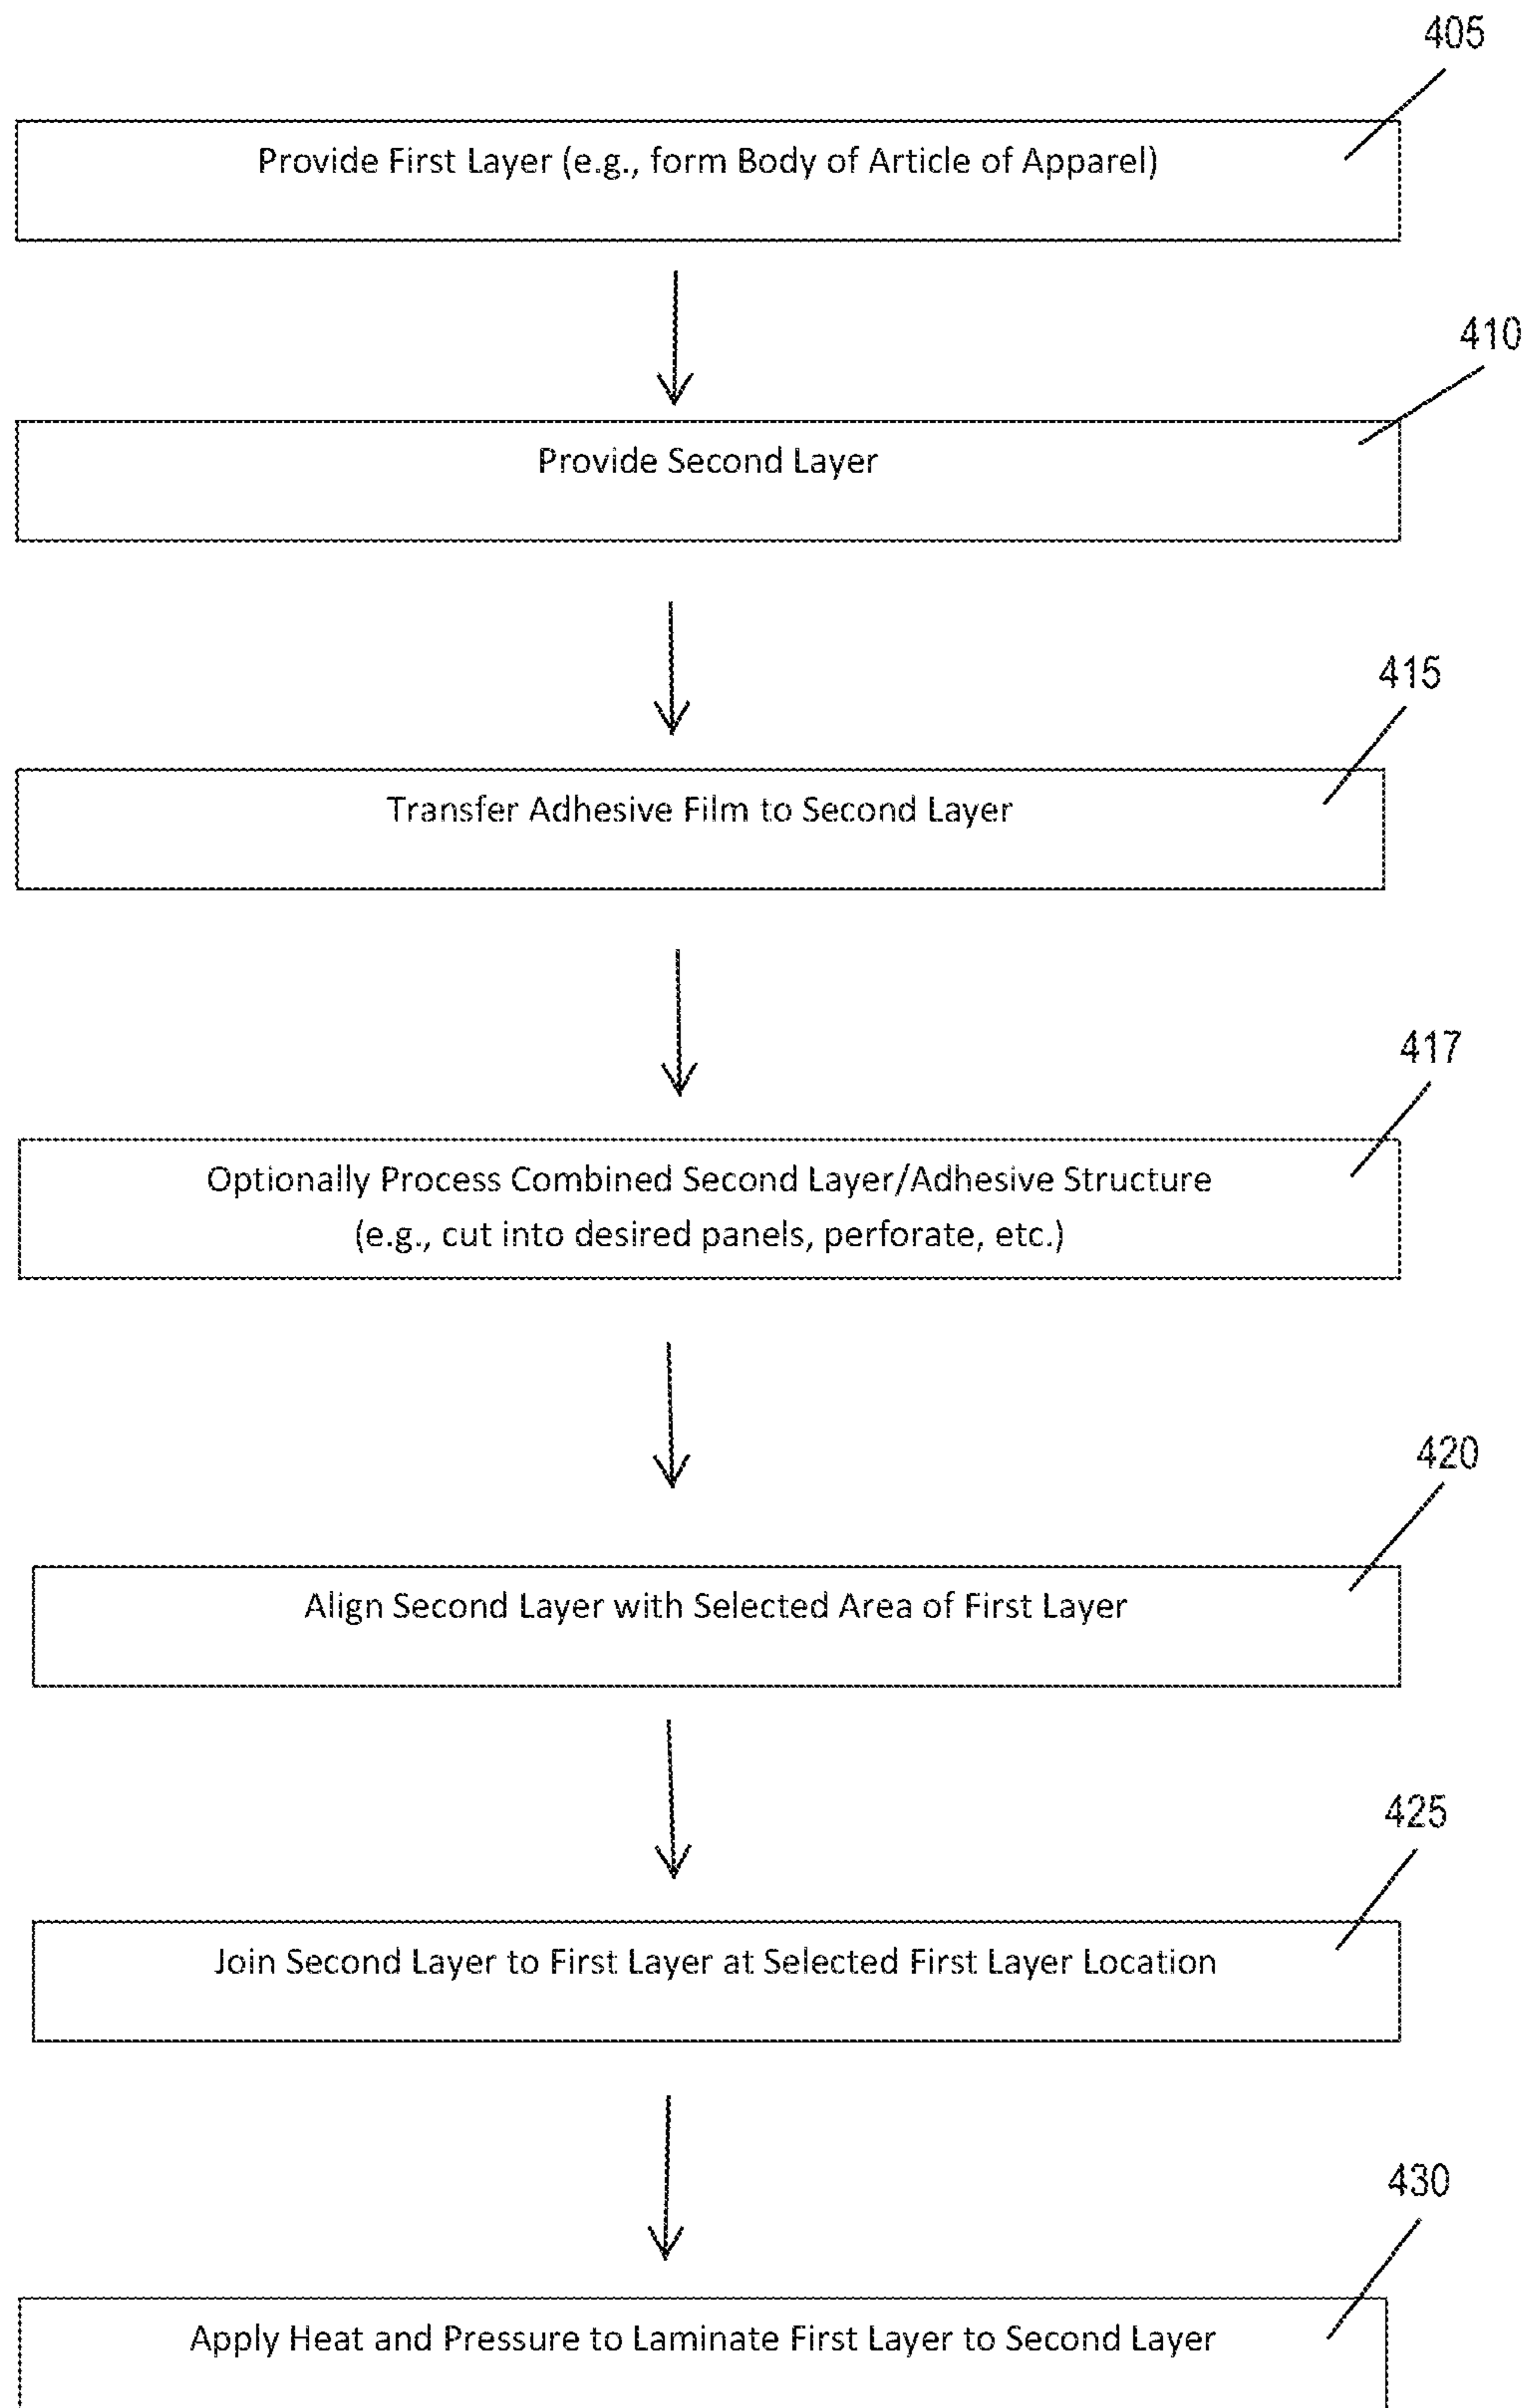 405
Provide First Layer (e.g., form Body of Article of Apparel)
410
Provide Second Layer
415
Transfer Adhesive Film to Second Layer
417
Optionally Process Combined Second Layer/Adhesive Structure
(e.g., cut into desired panels, perforate, etc.)
420
Align Second Layer with Selected Area of First Layer
425
Join Second Layer to First Layer at Selected First Layer Location
430
Apply Heat and Pressure to Laminate First Layer to Second Layer